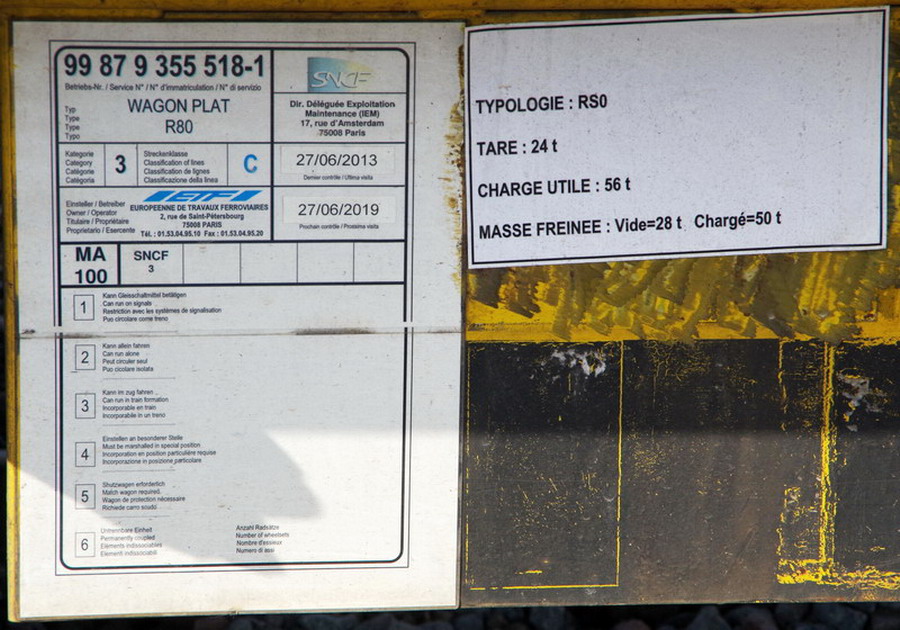 99 87 9 355 518-1
Betriebs-Nr. / Service N° / N° d'immatriculation / N° di servizio
Typ
Type
Type
Typo
WAGON PLAT
R80
SNCF
Dir. Déléguée Exploitation
Maintenance (IEM)
17, rue d'Amsterdam
75008 Paris
Kategorie
Category
Catégorie
Catégoria
3
Streckenklasse
Classification of lines
Classification de lignes
Classificazione della linea
C
27/06/2013
Dernier contrôle / Ultima visita
Einsteller / Betreiber
Owner / Operator
Titulaire / Propriétaire
Proprietario / Esercente
ETF
EUROPEENNE DE TRAVAUX FERROVIAIRES
2, rue de Saint-Pétersbourg
75008 PARIS
Tél. : 01.53.04.95.10 Fax : 01.53.04.95.20
27/06/2019
Prochain contrôle / Prossima visita
MA
100
SNCF
3
1
Kann Gleisschaltmittel betätigen
Can run on signals
Restriction avec les systèmes de signalisation
Puo circolare come treno
2
Kann allein fahren
Can run alone
Peut circuler seul
Puo cicolare isolata
3
Kann im zug fahren
Can run in train formation
Incorporable en train
Incorporabile in un treno
4
Einstellen an besonderer Stelle
Must be marshalled in special position
Incorporation en position particulière requise
Incorporazione in posizione particolare
5
Shutzwagen erforderlich
Match wagon required
Wagon de protection nécessaire
Richiede carro scudo
6
Untrennbare Einheit
Permanently coupled
Eléments indissociables
Elementi indissociabili
Anzahl Radsätze
Number of wheelsets
Nombre d'essieux
Numero di assi
TYPOLOGIE : RS0
TARE : 24 t
CHARGE UTILE : 56 t
MASSE FREINEE : Vide=28 t Chargé=50 t